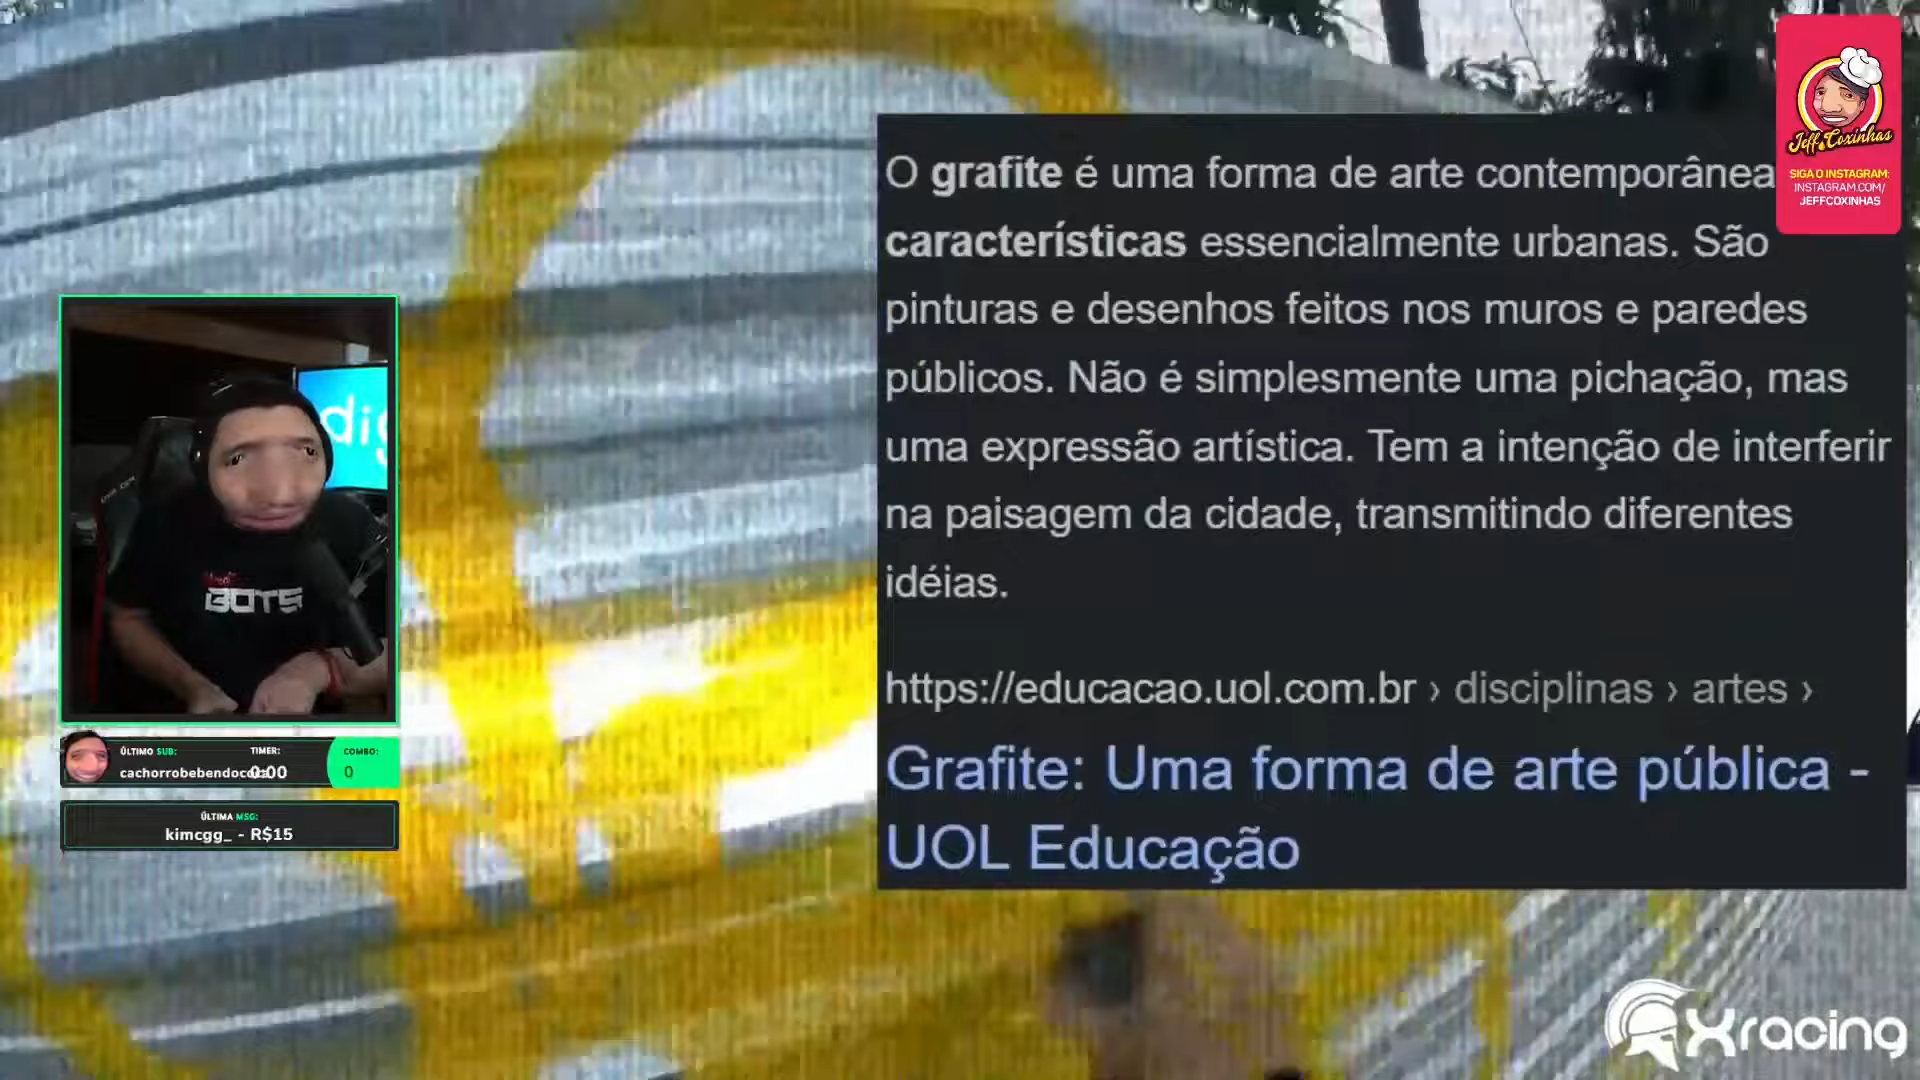 O grafite é uma forma de arte contemporânea
características essencialmente urbanas. São
pinturas e desenhos feitos nos muros e paredes
públicos. Não é simplesmente uma pichação, mas
uma expressão artística. Tem a intenção de interferir
na paisagem da cidade, transmitindo diferentes
idéias.
https://educacao.uol.com.br › disciplinas › artes ›
Grafite: Uma forma de arte pública -
UOL Educação
Jeff Coxinhas
SIGA O INSTAGRAM:
INSTAGRAM.COM/
JEFFCOXINHAS
BOTS
ÚLTIMO SUB:
TIMER:
0:00
COMBO:
0
ÚLTIMA MSG:
kimcgg_ - R$15
Xracing